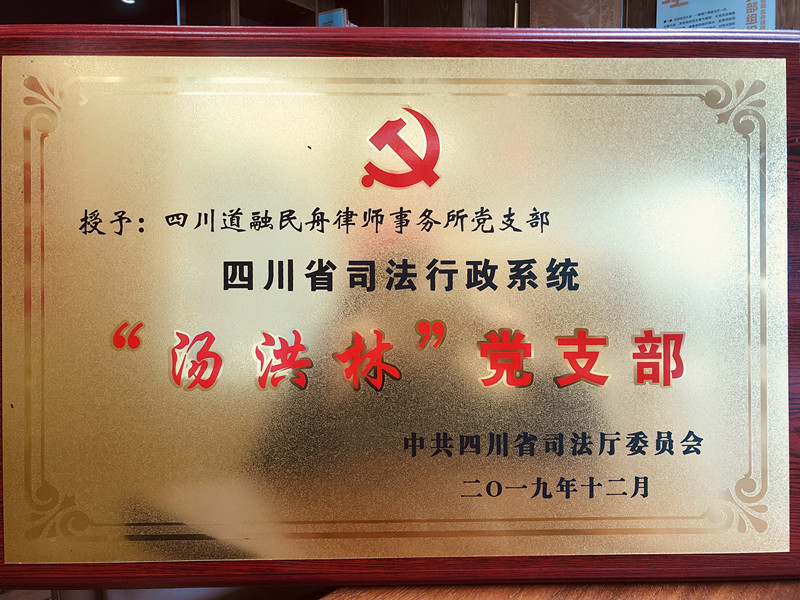 授予：四川道融民舟律师事务所党支部
四川省司法行政系统
“汤洪林”党支部
中共四川省司法厅委员会
二〇一九年十二月